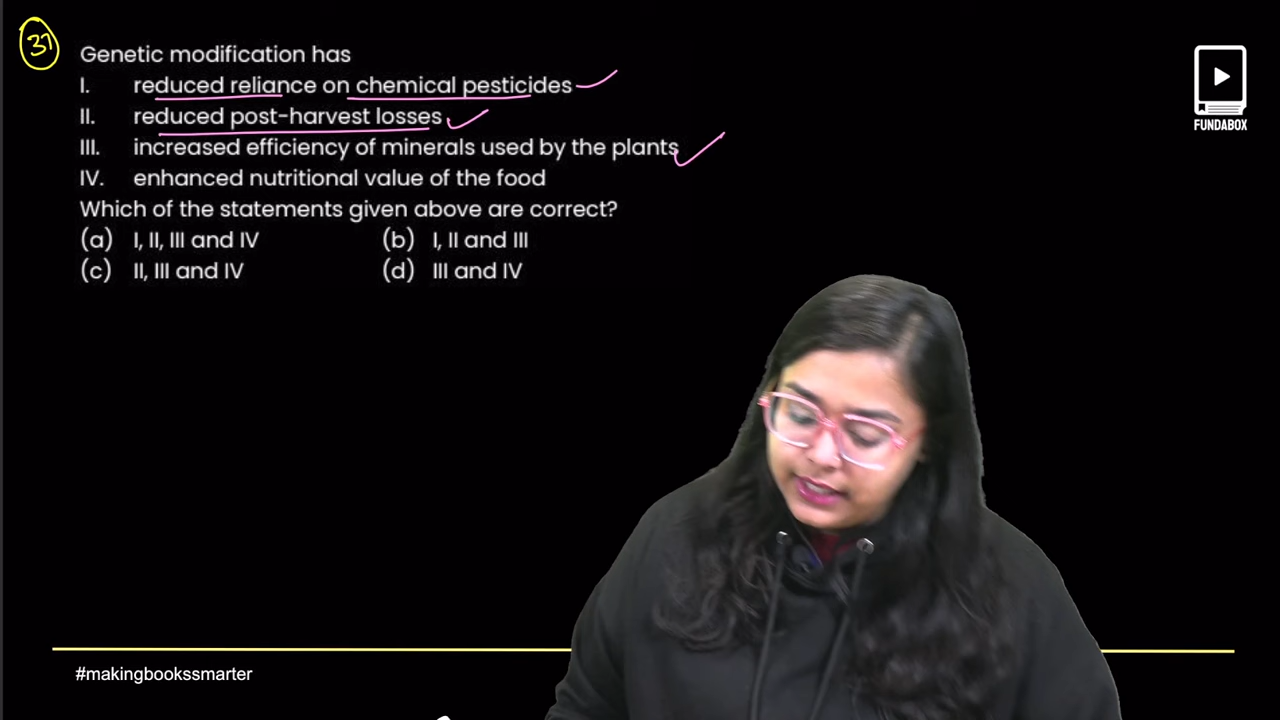 37
Genetic modification has
I. reduced reliance on chemical pesticides
II. reduced post-harvest losses
III. increased efficiency of minerals used by the plants
IV. enhanced nutritional value of the food
Which of the statements given above are correct?
(a) I, II, III and IV (b) I, II and III
(c) II, III and IV (d) III and IV
FUNDABOX
#makingbookssmarter